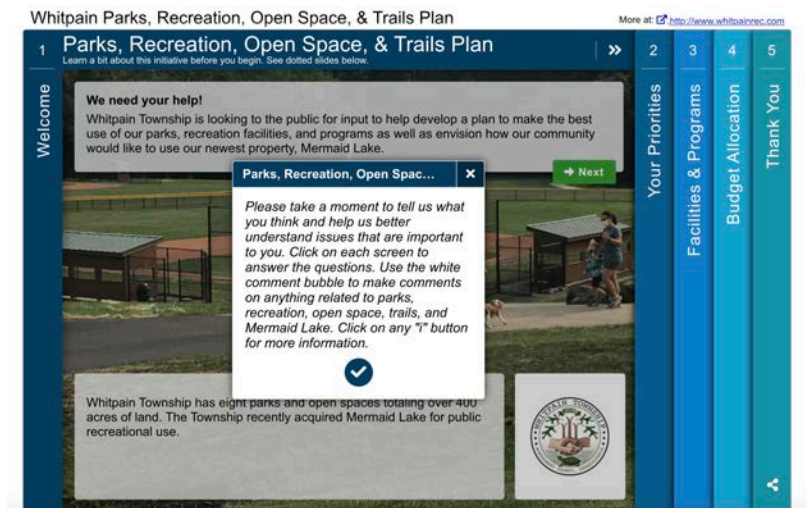 Whitpain Parks, Recreation, Open Space, & Trails Plan
More at: http://www.whitpainrec.com
1
Parks, Recreation, Open Space, & Trails Plan
Learn a bit about this initiative before you begin. See dotted slides below.
Welcome
We need your help!
Whitpain Township is looking to the public for input to help develop a plan to make the best
use of our parks, recreation facilities, and programs as well as envision how our community
would like to use our newest property, Mermaid Lake.
Next
Parks, Recreation, Open Spac...
Please take a moment to tell us what
you think and help us better
understand issues that are important
to you. Click on each screen to
answer the questions. Use the white
comment bubble to make comments
on anything related to parks,
recreation, open space, trails, and
Mermaid Lake. Click on any "i" button
for more information.
Whitpain Township has eight parks and open spaces totaling over 400
acres of land. The Township recently acquired Mermaid Lake for public
recreational use.
WHITPAIN TOWNSHIP
2
Your Priorities
3
Facilities & Programs
4
Budget Allocation
5
Thank You